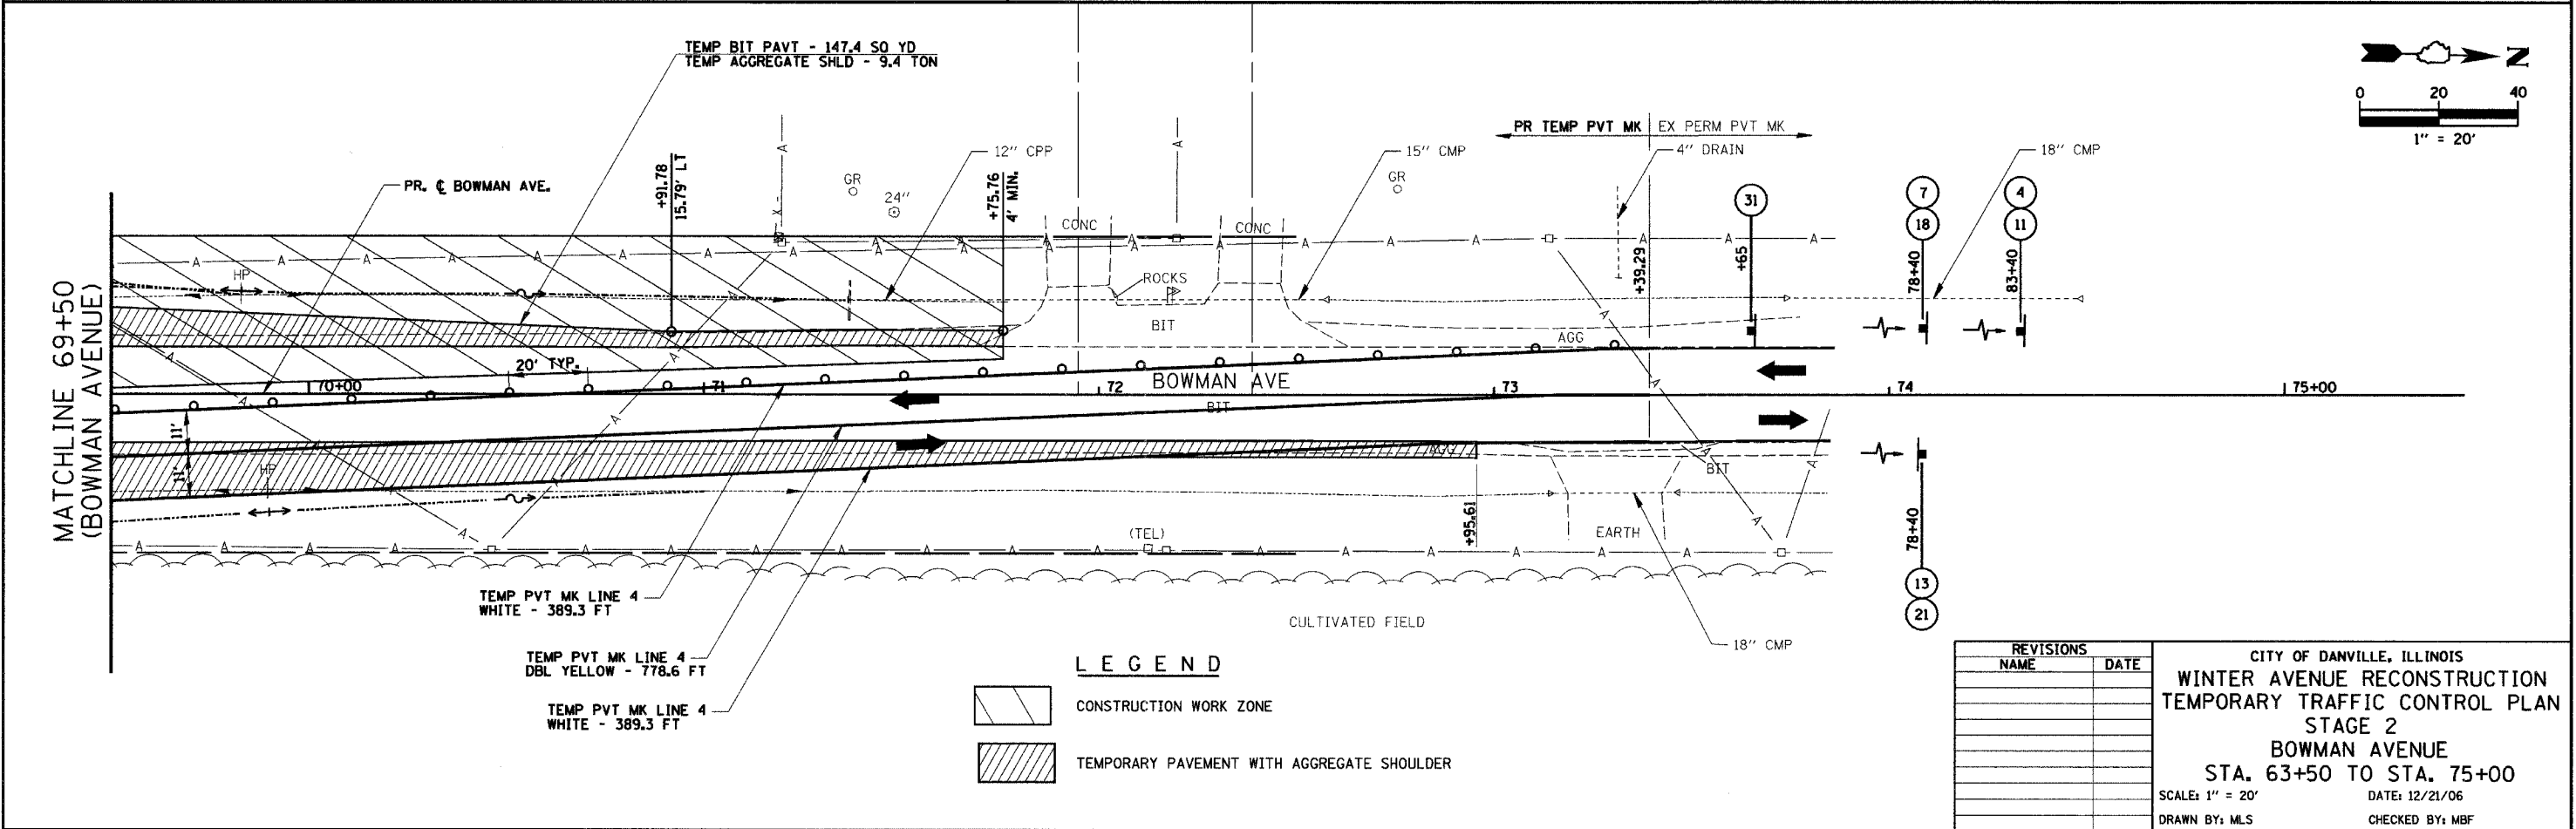 TEMP BIT PAVT - 147.4 SQ YD
TEMP AGGREGATE SHLD - 9.4 TON
N
0 20 40
1" = 20'
PR TEMP PVT MK EX PERM PVT MK
12" CPP
15" CMP
4" DRAIN
18" CMP
PR. ℄ BOWMAN AVE.
+91.78
15.79' LT
GR
24"
+75.76
4' MIN.
GR
31
7
18
4
11
CONC
CONC
+39.29
+65
78+40
83+40
A
X
HP
ROCKS
BIT
AGG
MATCHLINE 69+50
(BOWMAN AVENUE)
20' TYP.
70+00
71
72
BOWMAN AVE
73
74
75+00
BIT
11'
11'
HP
AGG
BIT
+95.61
EARTH
(TEL)
78+40
13
21
TEMP PVT MK LINE 4
WHITE - 389.3 FT
CULTIVATED FIELD
18" CMP
TEMP PVT MK LINE 4
DBL YELLOW - 778.6 FT
TEMP PVT MK LINE 4
WHITE - 389.3 FT
LEGEND
CONSTRUCTION WORK ZONE
TEMPORARY PAVEMENT WITH AGGREGATE SHOULDER
REVISIONS
NAME DATE
CITY OF DANVILLE, ILLINOIS
WINTER AVENUE RECONSTRUCTION
TEMPORARY TRAFFIC CONTROL PLAN
STAGE 2
BOWMAN AVENUE
STA. 63+50 TO STA. 75+00
SCALE: 1" = 20' DATE: 12/21/06
DRAWN BY: MLS CHECKED BY: MBF